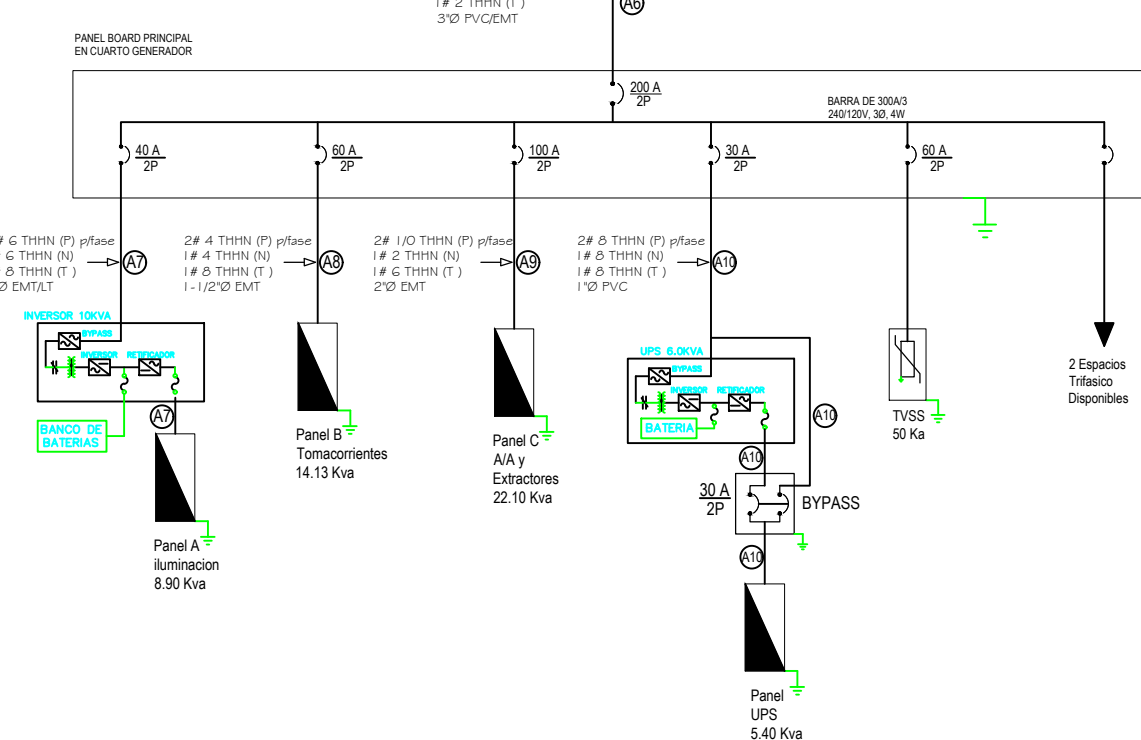 1# 2 THHN (T )
3"Ø PVC/EMT
A6
PANEL BOARD PRINCIPAL
EN CUARTO GENERADOR
200 A
2P
BARRA DE 300A/3
240/120V, 3Ø, 4W
40 A
2P
60 A
2P
100 A
2P
30 A
2P
60 A
2P
# 6 THHN (P) p/fase
6 THHN (N)
8 THHN (T )
Ø EMT/LT
A7
2# 4 THHN (P) p/fase
1# 4 THHN (N)
1# 8 THHN (T )
1-1/2"Ø EMT
A8
2# 1/0 THHN (P) p/fase
1# 2 THHN (N)
1# 6 THHN (T )
2"Ø EMT
A9
2# 8 THHN (P) p/fase
1# 8 THHN (N)
1# 8 THHN (T )
1"Ø PVC
A10
INVERSOR 10KVA
BYPASS
INVERSOR
RETIFICADOR
BANCO DE
BATERIAS
A7
Panel A
iluminacion
8.90 Kva
Panel B
Tomacorrientes
14.13 Kva
Panel C
A/A y
Extractores
22.10 Kva
UPS 6.0KVA
BYPASS
INVERSOR
RETIFICADOR
BATERIA
A10
A10
30 A
2P
BYPASS
A10
Panel
UPS
5.40 Kva
TVSS
50 Ka
2 Espacios
Trifasico
Disponibles